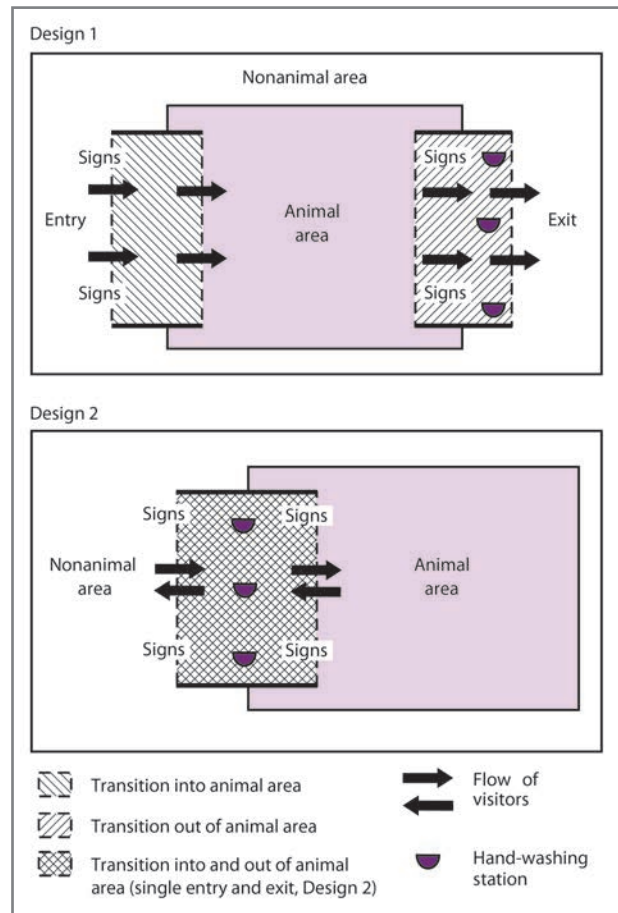 Design 1
Nonanimal area
Signs
Signs
Entry
Animal
area
Exit
Signs
Signs
Design 2
Signs
Signs
Nonanimal
area
Animal
area
Signs
Signs
Transition into animal area
Transition out of animal area
Transition into and out of animal
area (single entry and exit, Design 2)
Flow of
visitors
Hand-washing
station